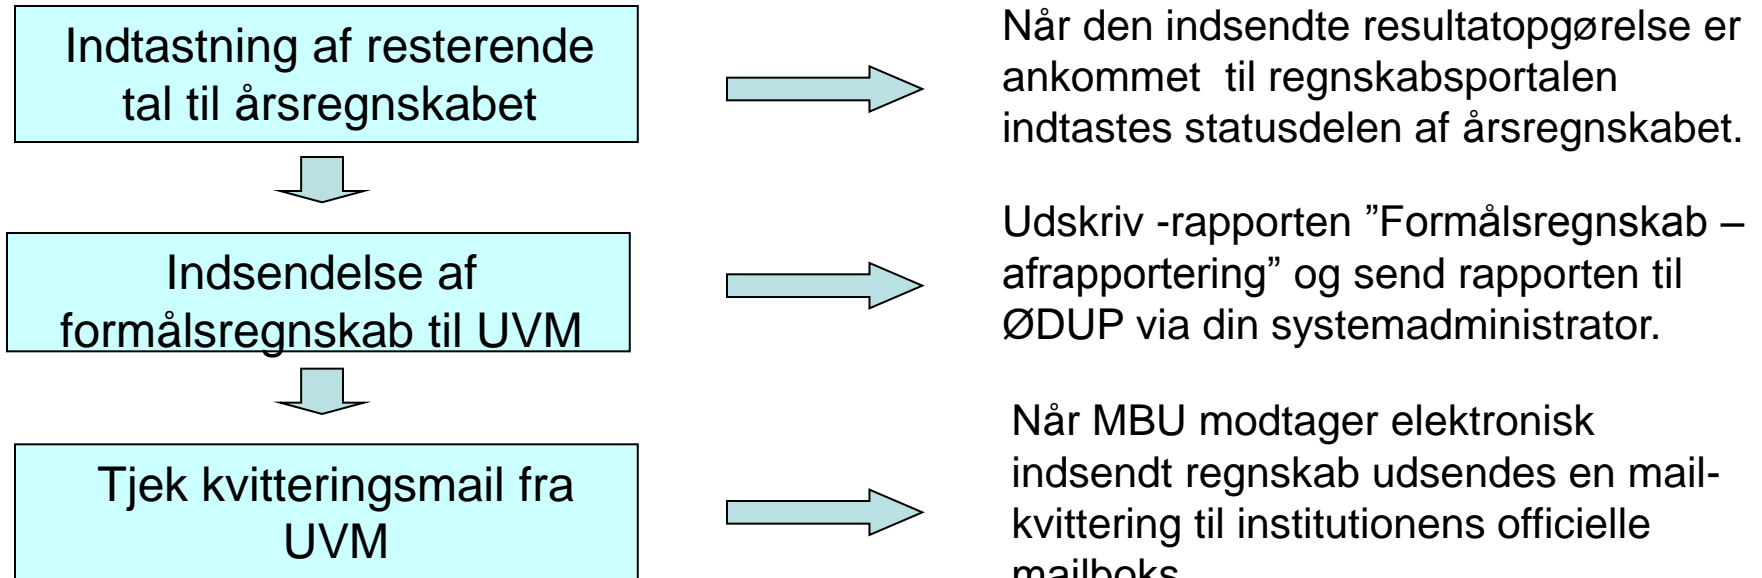 Indtastning af resterende
tal til årsregnskabet
Når den indsendte resultatopgørelse er
ankommet til regnskabsportalen
indtastes statusdelen af årsregnskabet.
Indsendelse af
formålsregnskab til UVM
Udskriv -rapporten ”Formålsregnskab –
afrapportering” og send rapporten til
ØDUP via din systemadministrator.
Tjek kvitteringsmail fra
UVM
Når MBU modtager elektronisk
indsendt regnskab udsendes en mail-
kvittering til institutionens officielle
mailboks